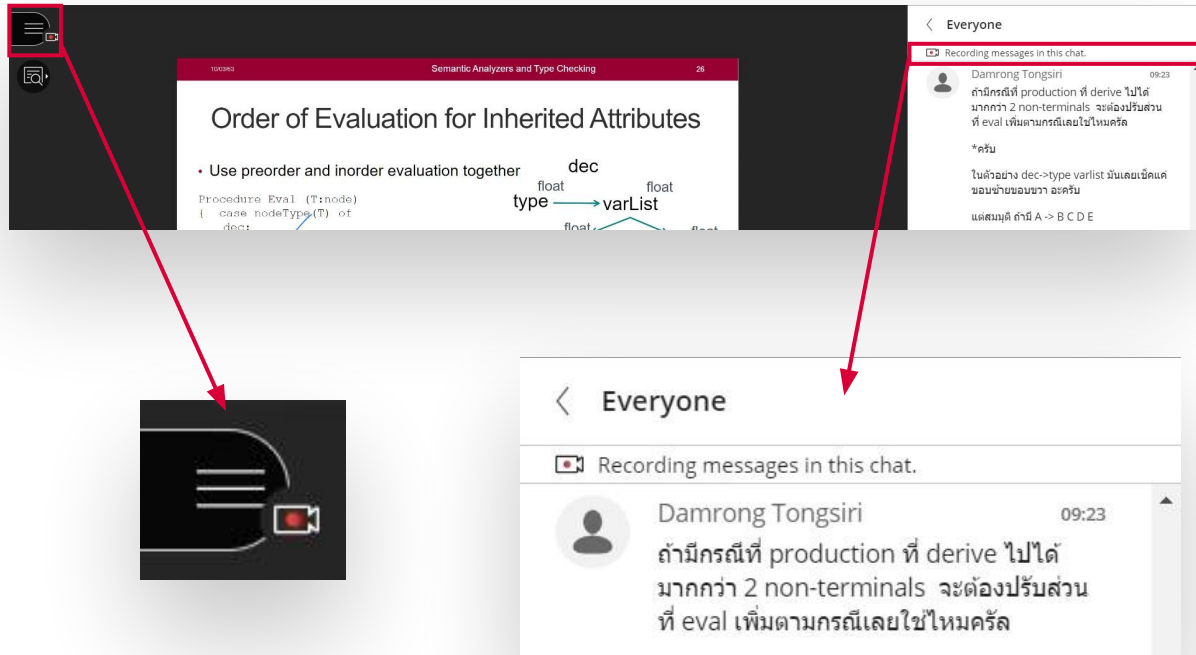 Everyone
Recording messages in this chat.
10/03/63
Semantic Analyzers and Type Checking
26
Order of Evaluation for Inherited Attributes
• Use preorder and inorder evaluation together
dec
float
float
type
varList
float
float
Procedure Eval (T:node)
{ case nodeType(T) of
dec:
Damrong Tongsiri
09:23
ถ้ามีกรณีที่ production ที่ derive ไปได้
มากกว่า 2 non-terminals จะต้องปรับส่วน
ที่ eval เพิ่มตามกรณีเลยใช่ไหมครัล
*ครับ
ในตัวอย่าง dec->type varlist มันเลยเช็คแค่
ขอบซ้ายขอบขวา อะครับ
แต่สมมุติ ถ้ามี A -> B C D E
Everyone
Recording messages in this chat.
Damrong Tongsiri
09:23
ถ้ามีกรณีที่ production ที่ derive ไปได้
มากกว่า 2 non-terminals จะต้องปรับส่วน
ที่ eval เพิ่มตามกรณีเลยใช่ไหมครัล